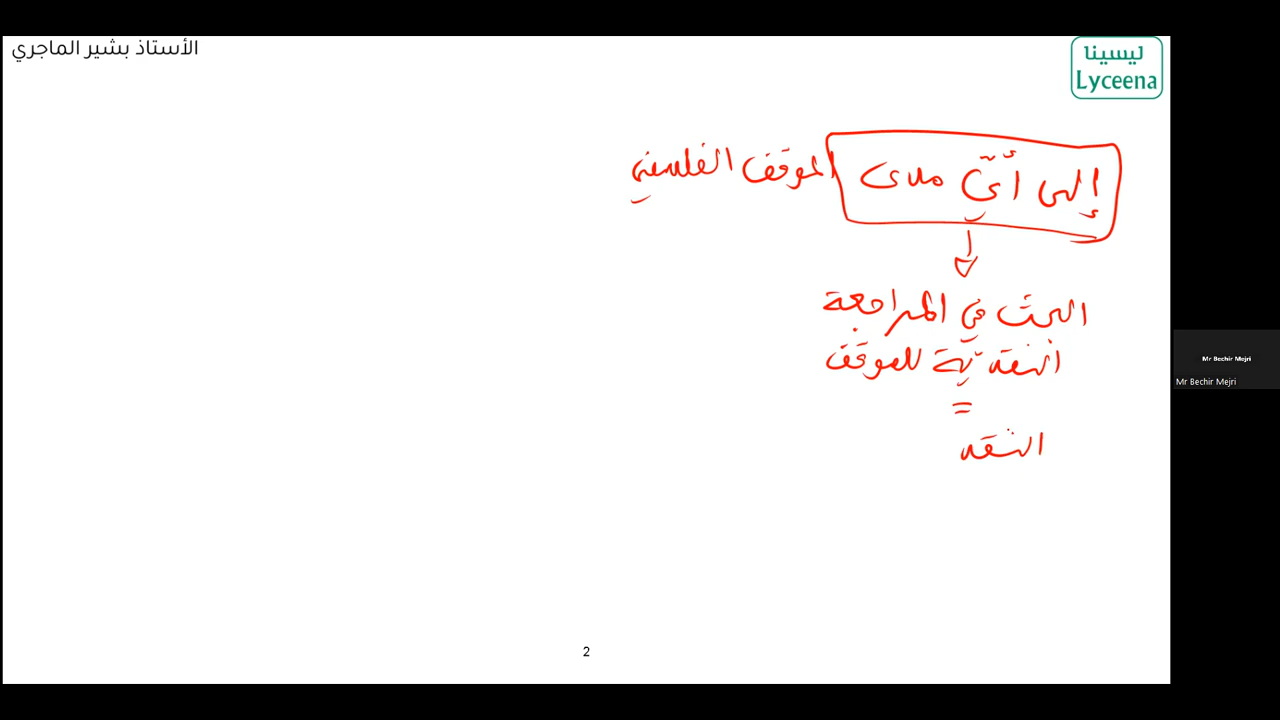 الأستاذ بشير الماجري
ليسينا
Lyceena
إلى أيّ مدى الموقف الفلسفي
البحث في المراجعة
النقديّة للموقف
=
النقد
Mr Bechir Mejri
Mr Bechir Mejri
2